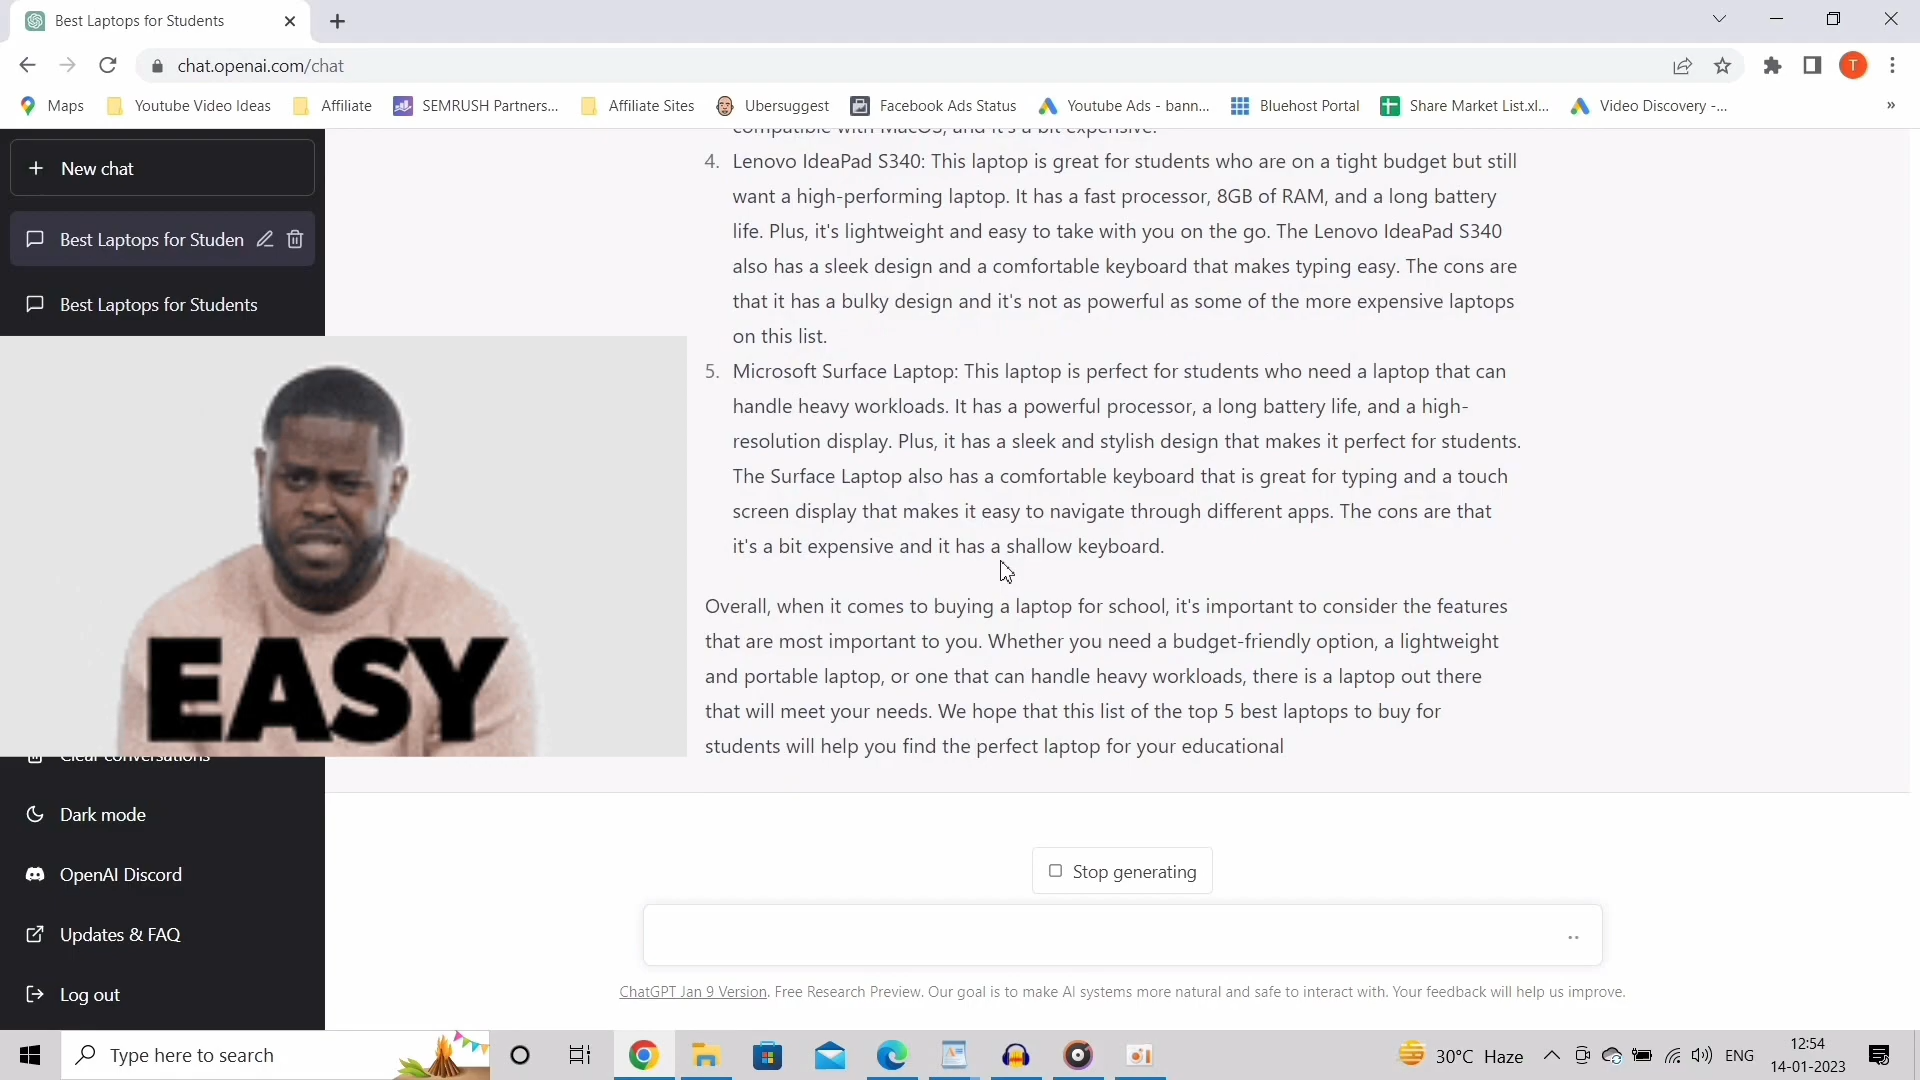 Best Laptops for Students
chat.openai.com/chat
T
Maps
Youtube Video Ideas
Affiliate
SEMRUSH Partners...
Affiliate Sites
Ubersuggest
Facebook Ads Status
Youtube Ads - bann...
Bluehost Portal
Share Market List.xl...
Video Discovery -...
»
New chat
Best Laptops for Studen
Best Laptops for Students
compatible with MacOS, and it's a bit expensive.
4. Lenovo IdeaPad S340: This laptop is great for students who are on a tight budget but still
want a high-performing laptop. It has a fast processor, 8GB of RAM, and a long battery
life. Plus, it's lightweight and easy to take with you on the go. The Lenovo IdeaPad S340
also has a sleek design and a comfortable keyboard that makes typing easy. The cons are
that it has a bulky design and it's not as powerful as some of the more expensive laptops
on this list.
5. Microsoft Surface Laptop: This laptop is perfect for students who need a laptop that can
handle heavy workloads. It has a powerful processor, a long battery life, and a high-
resolution display. Plus, it has a sleek and stylish design that makes it perfect for students.
The Surface Laptop also has a comfortable keyboard that is great for typing and a touch
screen display that makes it easy to navigate through different apps. The cons are that
it's a bit expensive and it has a shallow keyboard.
Overall, when it comes to buying a laptop for school, it's important to consider the features
that are most important to you. Whether you need a budget-friendly option, a lightweight
and portable laptop, or one that can handle heavy workloads, there is a laptop out there
that will meet your needs. We hope that this list of the top 5 best laptops to buy for
students will help you find the perfect laptop for your educational
EASY
Clear conversations
Dark mode
OpenAI Discord
Updates & FAQ
Log out
Stop generating
..
ChatGPT Jan 9 Version. Free Research Preview. Our goal is to make AI systems more natural and safe to interact with. Your feedback will help us improve.
Type here to search
30°C Haze
ENG
12:54
14-01-2023